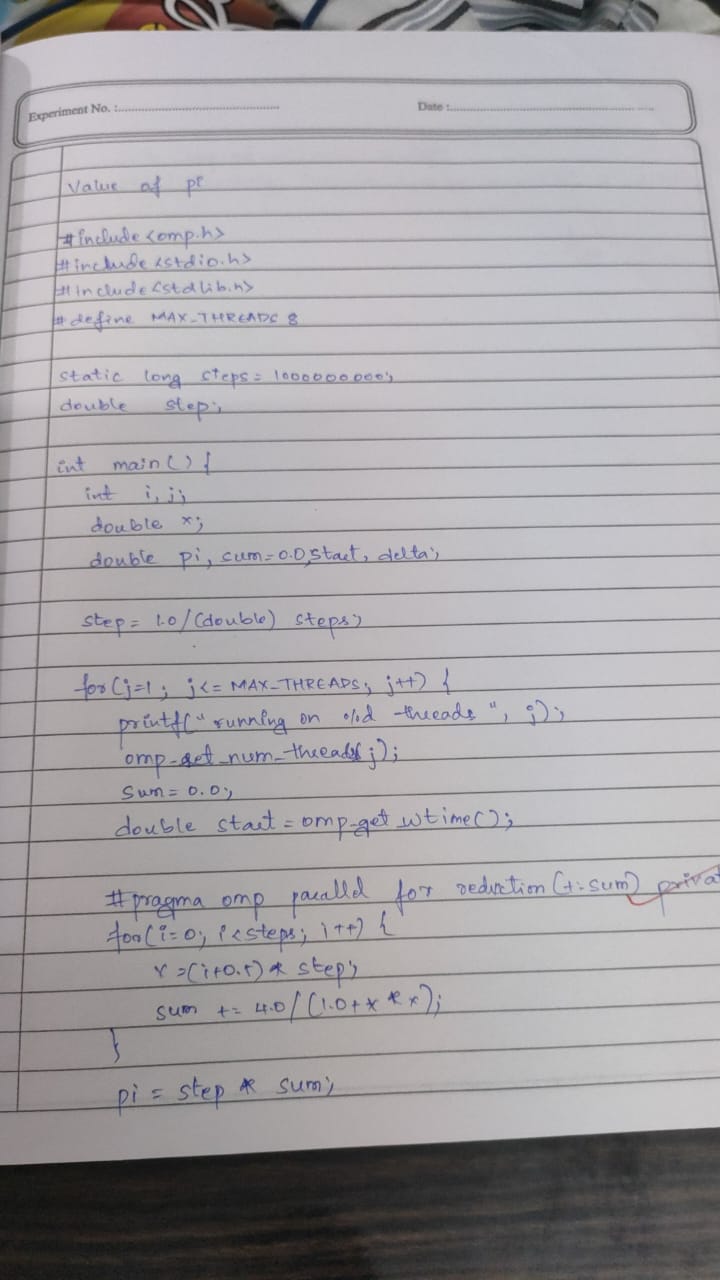 Experiment No. :
Date :
Value of pi
#include<omp.h>
#include<stdio.h>
#include<stdlib.h>
#define MAX_THREADS 8
static long steps = 1000000000;
double step;
int main() {
int i, j;
double x;
double pi, sum=0.0, start, delta;
step = 1.0/(double) steps;
for(j=1; j<= MAX_THREADS; j++) {
printf("running on %d threads", j);
omp_set_num_threads(j);
sum = 0.0;
double start = omp_get_wtime();
#pragma omp parallel for reduction(+:sum) privat
for(i=0; i<steps; i++) {
x = (i+0.5) * step;
sum += 4.0/(1.0+x*x);
}
pi = step * sum;